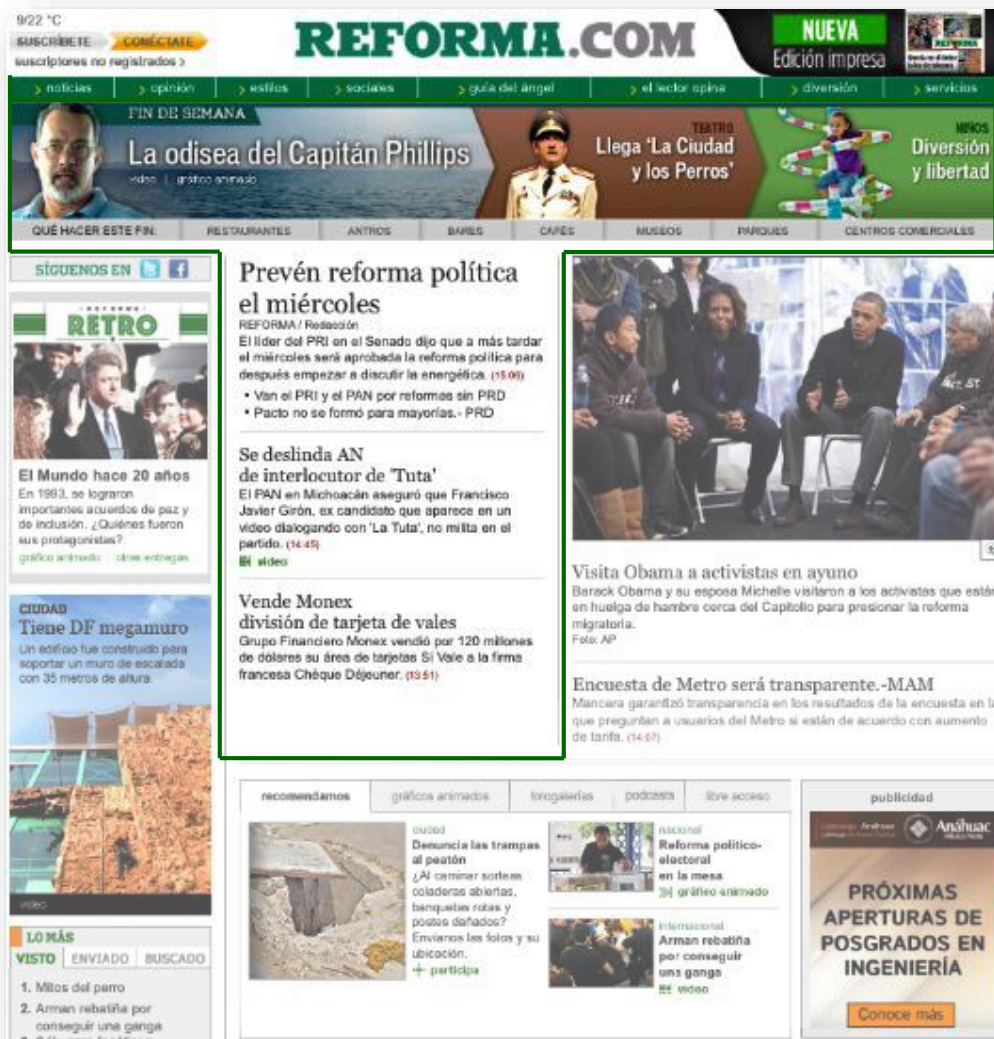 9/22 °C
SUSCRÍBETE CONÉCTATE
suscriptores no registrados >
REFORMA.COM
NUEVA
Edición impresa
REFORMA
> noticias > opinión > estilos > sociales > guía del ángel > el lector opina > diversión > servicios
FIN DE SEMANA
La odisea del Capitán Phillips
video | gráfico animado
TEATRO
Llega 'La Ciudad
y los Perros'
NIÑOS
Diversión
y libertad
QUÉ HACER ESTE FIN: RESTAURANTES ANTROS BARES CAFÉS MUSEOS PARQUES CENTROS COMERCIALES
SÍGUENOS EN
REFORMA
RETRO
El Mundo hace 20 años
En 1993, se lograron
importantes acuerdos de paz y
de inclusión. ¿Quiénes fueron
sus protagonistas?
gráfico animado | otras entregas
CIUDAD
Tiene DF megamuro
Un edificio fue construido para
soportar un muro de escalada
con 35 metros de altura.
video
LO MÁS
VISTO ENVIADO BUSCADO
1. Mitos del perro
2. Arman rebatiña por
conseguir una ganga
Prevén reforma política
el miércoles
REFORMA / Redacción
El líder del PRI en el Senado dijo que a más tardar
el miércoles será aprobada la reforma política para
después empezar a discutir la energética. (15:06)
• Van el PRI y el PAN por reformas sin PRD
• Pacto no se formó para mayorías.- PRD
Se deslinda AN
de interlocutor de 'Tuta'
El PAN en Michoacán aseguró que Francisco
Javier Girón, ex candidato que aparece en un
video dialogando con 'La Tuta', no milita en el
partido. (14:45)
video
Vende Monex
división de tarjeta de vales
Grupo Financiero Monex vendió por 120 millones
de dólares su área de tarjetas Sí Vale a la firma
francesa Chèque Déjeuner. (13:51)
Visita Obama a activistas en ayuno
Barack Obama y su esposa Michelle visitaron a los activistas que están
en huelga de hambre cerca del Capitolio para presionar la reforma
migratoria.
Foto: AP
Encuesta de Metro será transparente.-MAM
Mancera garantizó transparencia en los resultados de la encuesta en la
que preguntan a usuarios del Metro si están de acuerdo con aumento
de tarifa. (14:07)
recomendamos gráficos animados fotogalerías podcasts libre acceso
ciudad
Denuncia las trampas
al peatón
¿Al caminar sorteas
coladeras abiertas,
banquetas rotas y
postes dañados?
Envíanos las fotos y su
ubicación.
+ participa
nacional
Reforma político-
electoral
en la mesa
gráfico animado
internacional
Arman rebatiña
por conseguir
una ganga
video
publicidad
Anáhuac
PRÓXIMAS
APERTURAS DE
POSGRADOS EN
INGENIERÍA
Conoce más